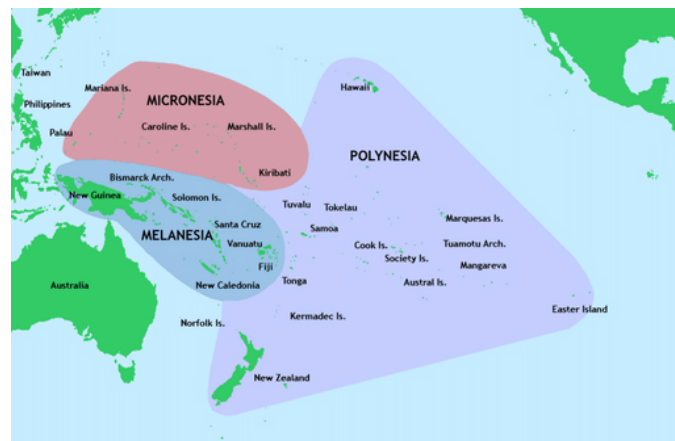 Taiwan
Mariana Is.
Hawaii
MICRONESIA
Philippines
Caroline Is.
Marshall Is.
Palau
POLYNESIA
Kiribati
Bismarck Arch.
New Guinea
Solomon Is.
Tuvalu
Tokelau
Marquesas Is.
Santa Cruz
Samoa
MELANESIA
Vanuatu
Cook Is.
Tuamotu Arch.
Society Is.
Fiji
Mangareva
Tonga
Austral Is.
Australia
New Caledonia
Easter Island
Norfolk Is.
Kermadec Is.
New Zealand